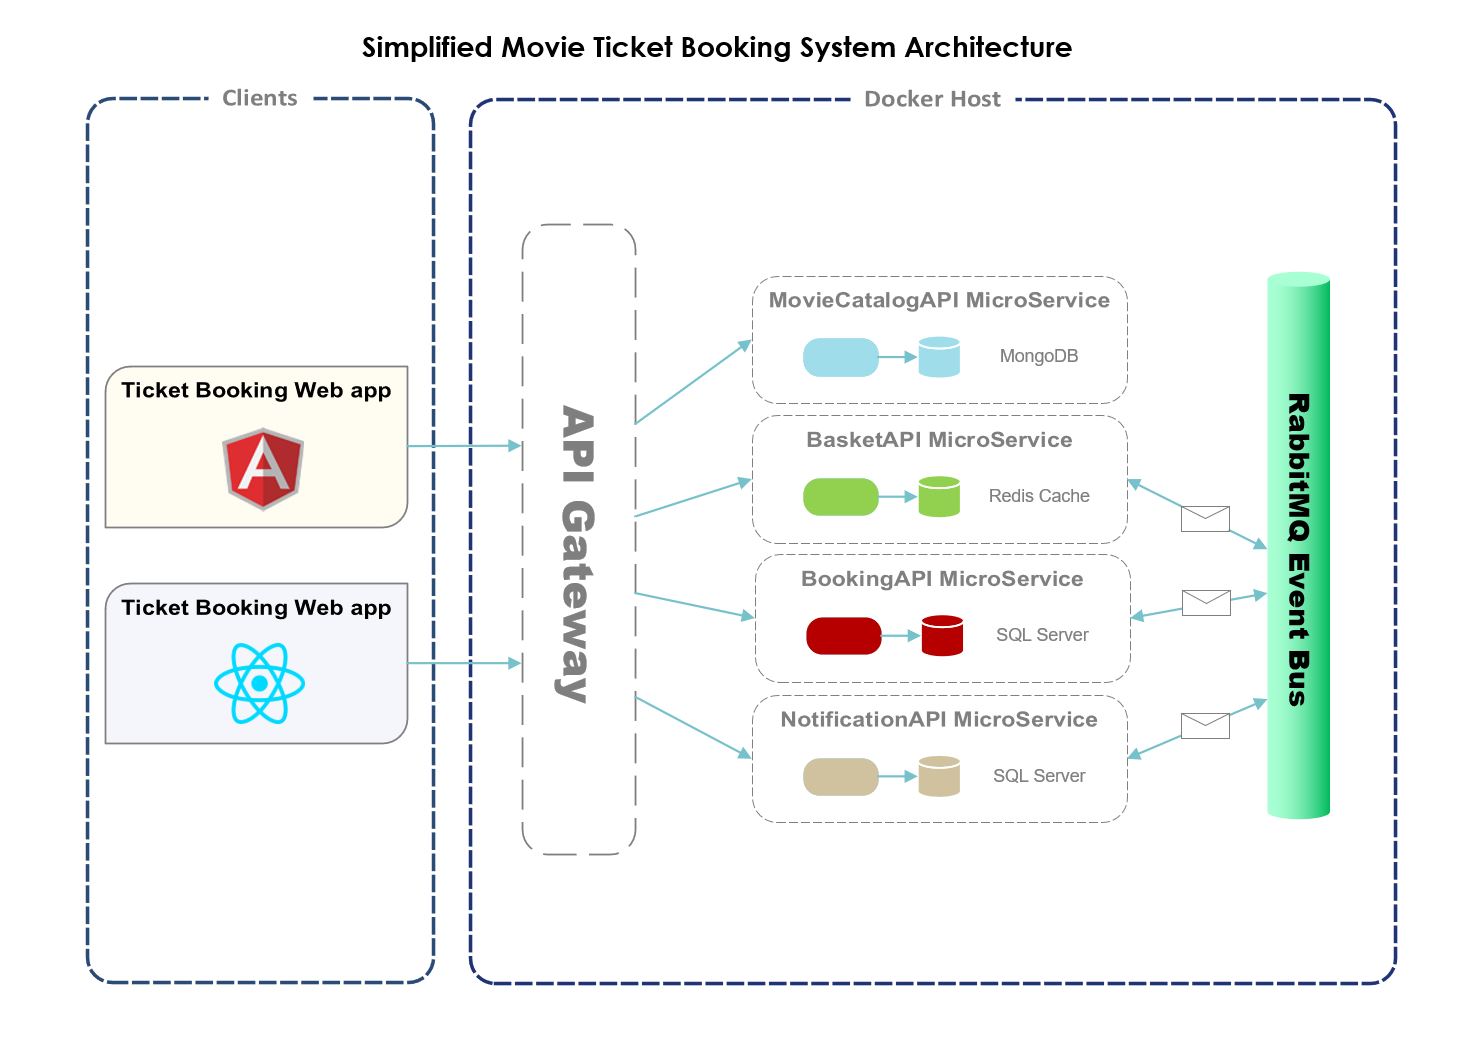 Simplified Movie Ticket Booking System Architecture
Clients
Docker Host
Ticket Booking Web app
A
Ticket Booking Web app
API Gateway
MovieCatalogAPI MicroService
MongoDB
BasketAPI MicroService
Redis Cache
BookingAPI MicroService
SQL Server
NotificationAPI MicroService
SQL Server
RabbitMQ Event Bus